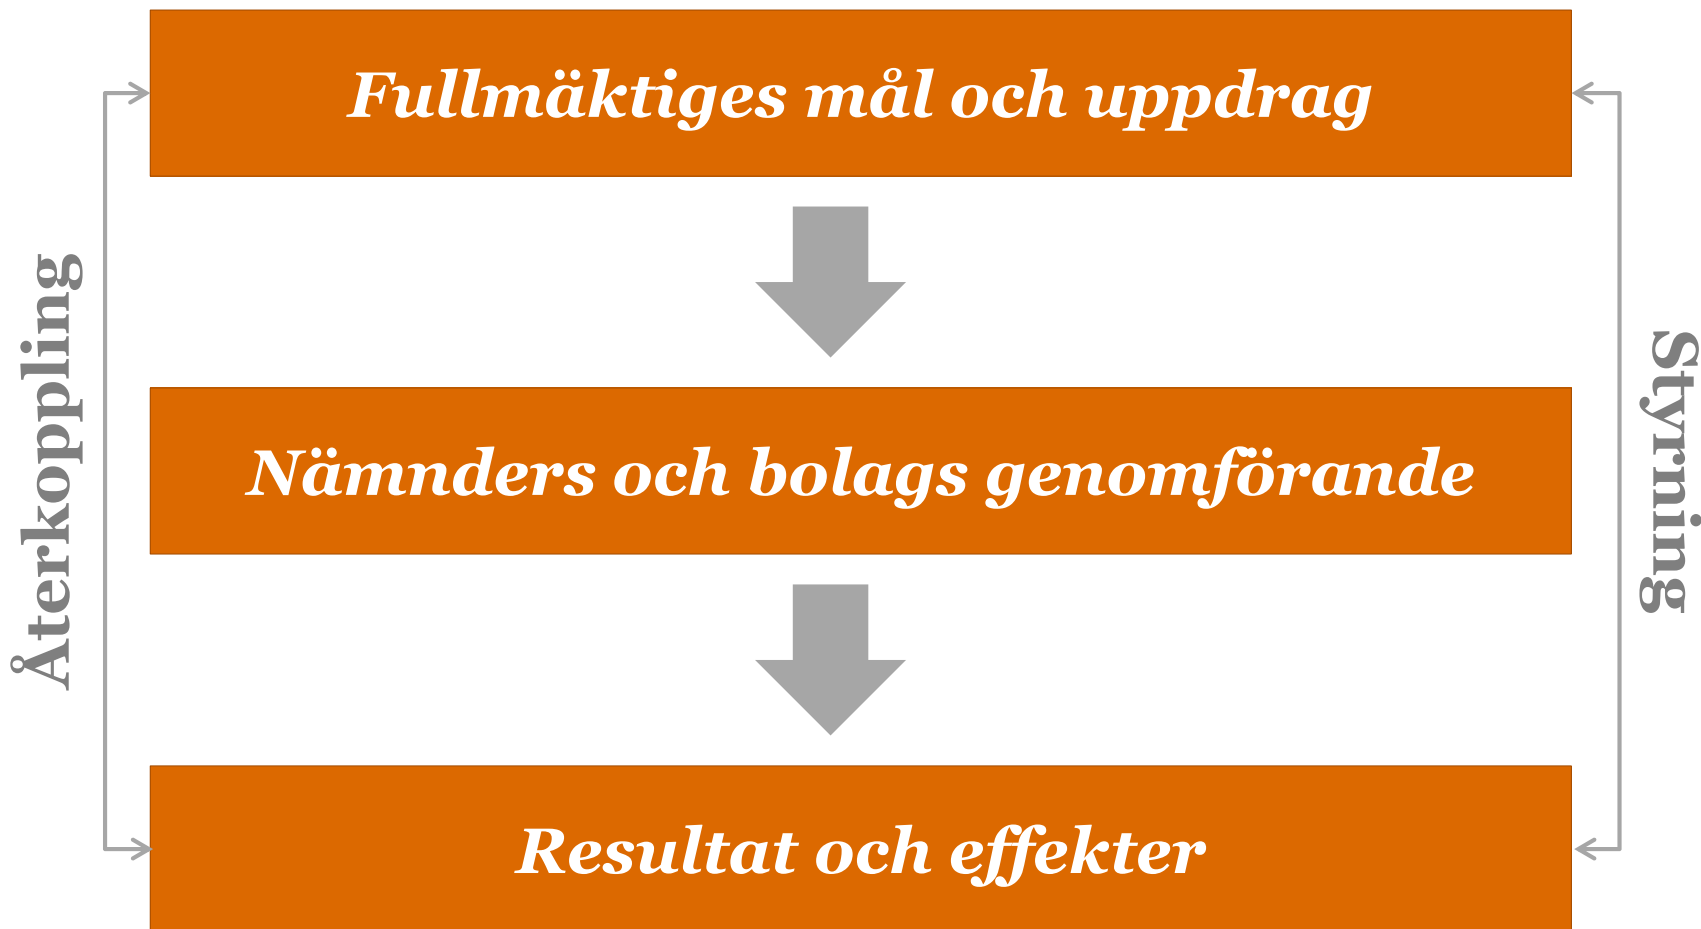 Fullmäktiges mål och uppdrag
Återkoppling
Styrning
Nämnders och bolags genomförande
Resultat och effekter